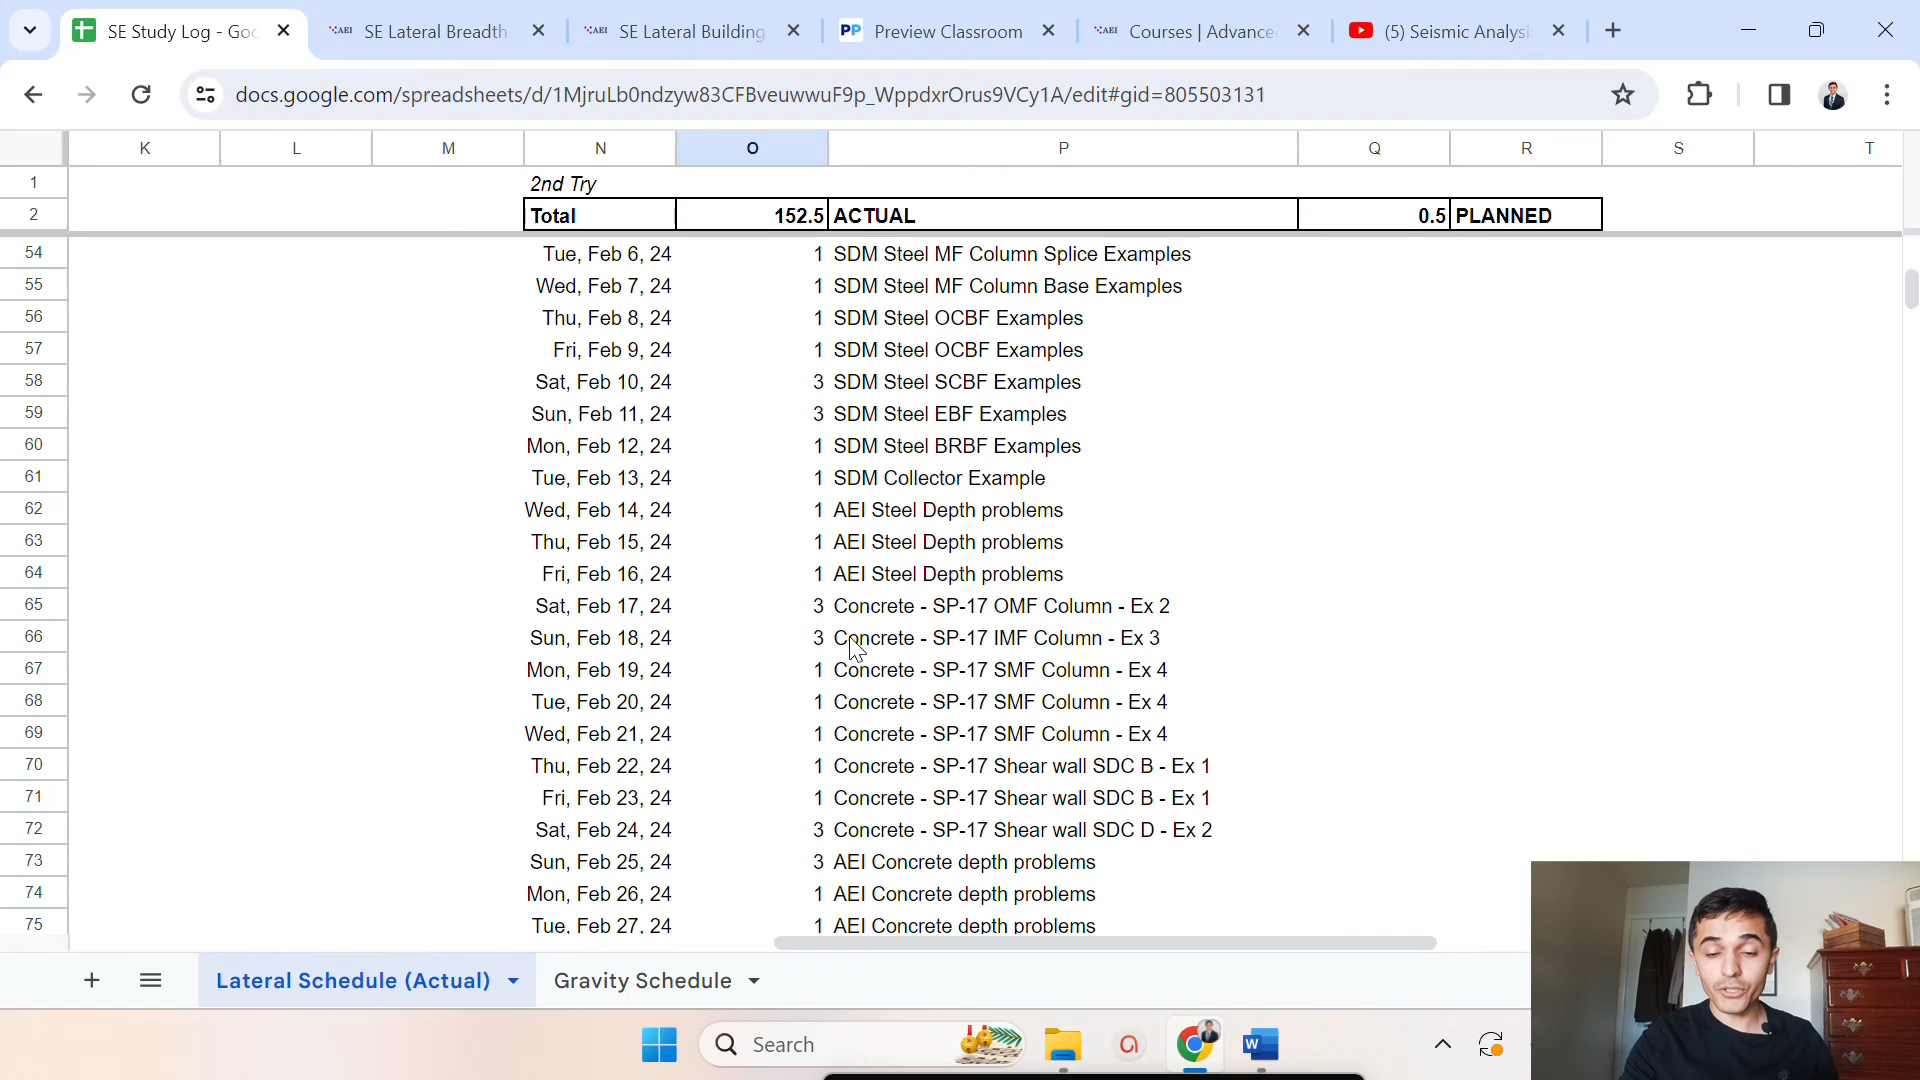 SE Study Log - Goo
AEI SE Lateral Breadth
AEI SE Lateral Building
PP Preview Classroom
AEI Courses | Advance
(5) Seismic Analysi
docs.google.com/spreadsheets/d/1MjruLb0ndzyw83CFBveuwwuF9p_WppdxrOrus9VCy1A/edit#gid=805503131
K L M N O P Q R S T
1 2nd Try
2 Total 152.5 ACTUAL 0.5 PLANNED
54 Tue, Feb 6, 24 1 SDM Steel MF Column Splice Examples
55 Wed, Feb 7, 24 1 SDM Steel MF Column Base Examples
56 Thu, Feb 8, 24 1 SDM Steel OCBF Examples
57 Fri, Feb 9, 24 1 SDM Steel OCBF Examples
58 Sat, Feb 10, 24 3 SDM Steel SCBF Examples
59 Sun, Feb 11, 24 3 SDM Steel EBF Examples
60 Mon, Feb 12, 24 1 SDM Steel BRBF Examples
61 Tue, Feb 13, 24 1 SDM Collector Example
62 Wed, Feb 14, 24 1 AEI Steel Depth problems
63 Thu, Feb 15, 24 1 AEI Steel Depth problems
64 Fri, Feb 16, 24 1 AEI Steel Depth problems
65 Sat, Feb 17, 24 3 Concrete - SP-17 OMF Column - Ex 2
66 Sun, Feb 18, 24 3 Concrete - SP-17 IMF Column - Ex 3
67 Mon, Feb 19, 24 1 Concrete - SP-17 SMF Column - Ex 4
68 Tue, Feb 20, 24 1 Concrete - SP-17 SMF Column - Ex 4
69 Wed, Feb 21, 24 1 Concrete - SP-17 SMF Column - Ex 4
70 Thu, Feb 22, 24 1 Concrete - SP-17 Shear wall SDC B - Ex 1
71 Fri, Feb 23, 24 1 Concrete - SP-17 Shear wall SDC B - Ex 1
72 Sat, Feb 24, 24 3 Concrete - SP-17 Shear wall SDC D - Ex 2
73 Sun, Feb 25, 24 3 AEI Concrete depth problems
74 Mon, Feb 26, 24 1 AEI Concrete depth problems
75 Tue, Feb 27, 24 1 AEI Concrete depth problems
Lateral Schedule (Actual) Gravity Schedule
Search
W